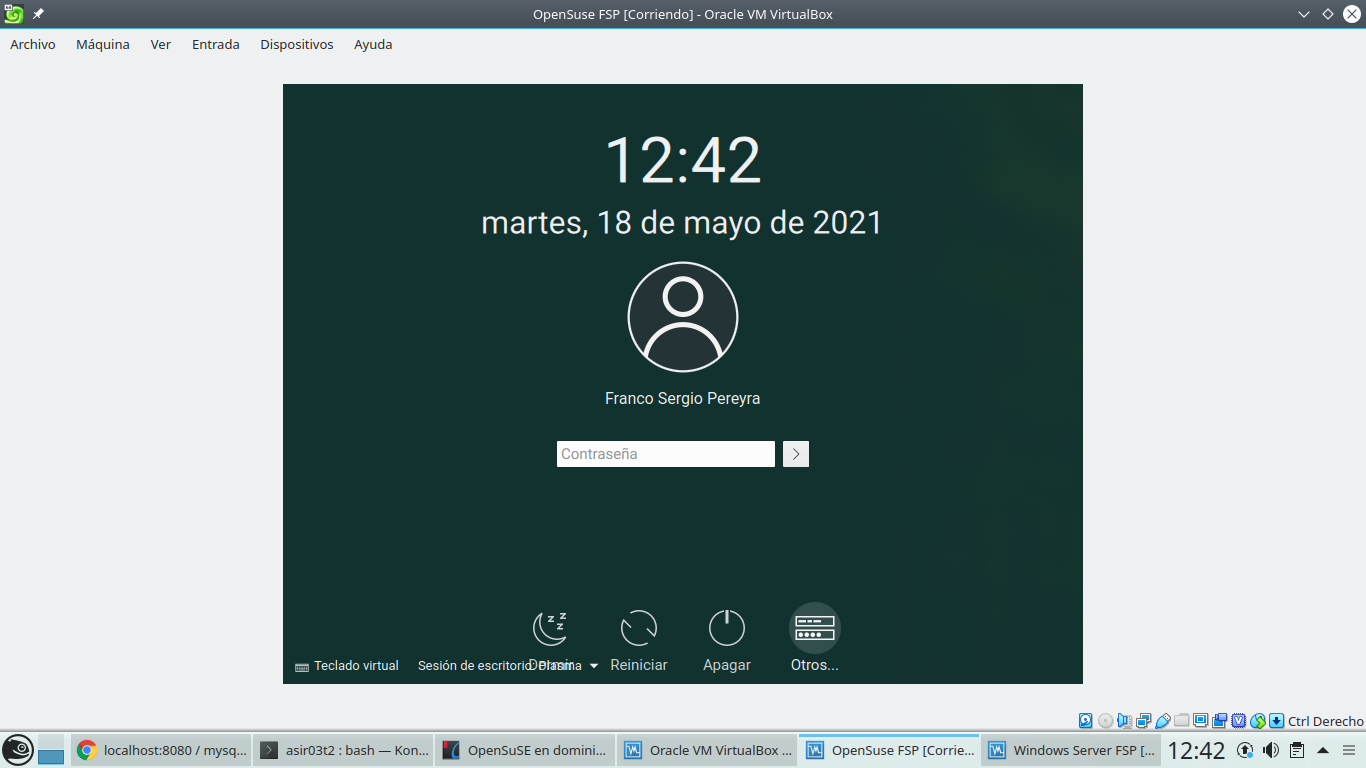 OpenSuse FSP [Corriendo] - Oracle VM VirtualBox
Archivo Máquina Ver Entrada Dispositivos Ayuda
12:42
martes, 18 de mayo de 2021
Franco Sergio Pereyra
Contraseña
Teclado virtual Sesión de escritorio: Plasma Dormir Reiniciar Apagar Otros...
Ctrl Derecho
localhost:8080 / mysq... asir03t2 : bash — Kon... OpenSuSE en domini... Oracle VM VirtualBox ... OpenSuse FSP [Corrie... Windows Server FSP [... 12:42